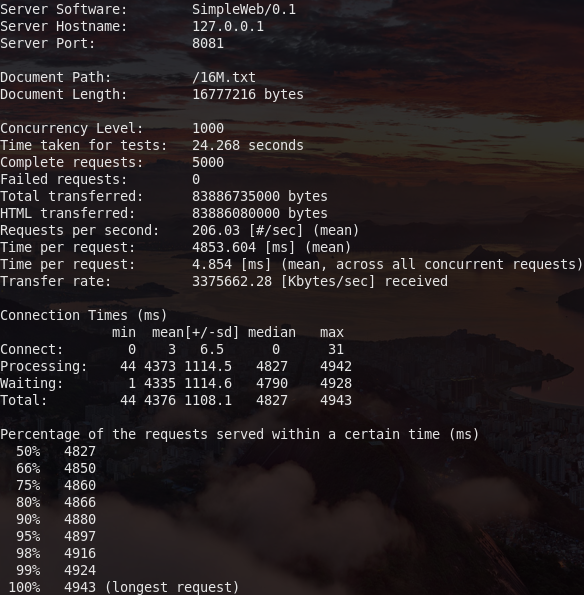 Server Software:        SimpleWeb/0.1
Server Hostname:        127.0.0.1
Server Port:            8081

Document Path:          /16M.txt
Document Length:        16777216 bytes

Concurrency Level:      1000
Time taken for tests:   24.268 seconds
Complete requests:      5000
Failed requests:        0
Total transferred:      83886735000 bytes
HTML transferred:       83886080000 bytes
Requests per second:    206.03 [#/sec] (mean)
Time per request:       4853.604 [ms] (mean)
Time per request:       4.854 [ms] (mean, across all concurrent requests)
Transfer rate:          3375662.28 [Kbytes/sec] received

Connection Times (ms)
              min  mean[+/-sd] median   max
Connect:        0    3   6.5      0      31
Processing:    44 4373 1114.5   4827    4942
Waiting:        1 4335 1114.6   4790    4928
Total:         44 4376 1108.1   4827    4943

Percentage of the requests served within a certain time (ms)
  50%   4827
  66%   4850
  75%   4860
  80%   4866
  90%   4880
  95%   4897
  98%   4916
  99%   4924
 100%   4943 (longest request)